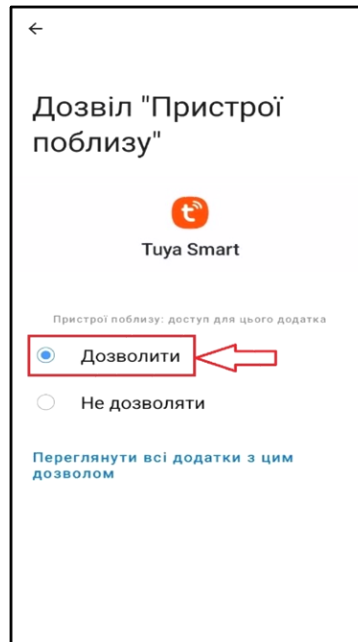 Дозвіл "Пристрої
поблизу"
Tuya Smart
Пристрої поблизу: доступ для цього додатка
Дозволити
Не дозволяти
Переглянути всі додатки з цим
дозволом